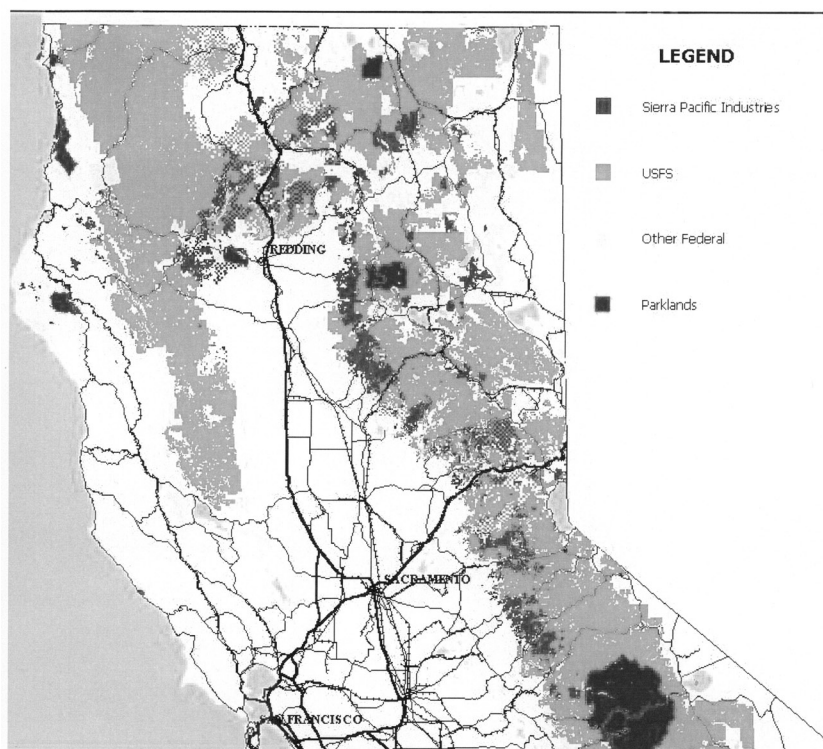 LEGEND
Sierra Pacific Industries
USFS
Other Federal
Parklands
REDDING
SACRAMENTO
SAN FRANCISCO